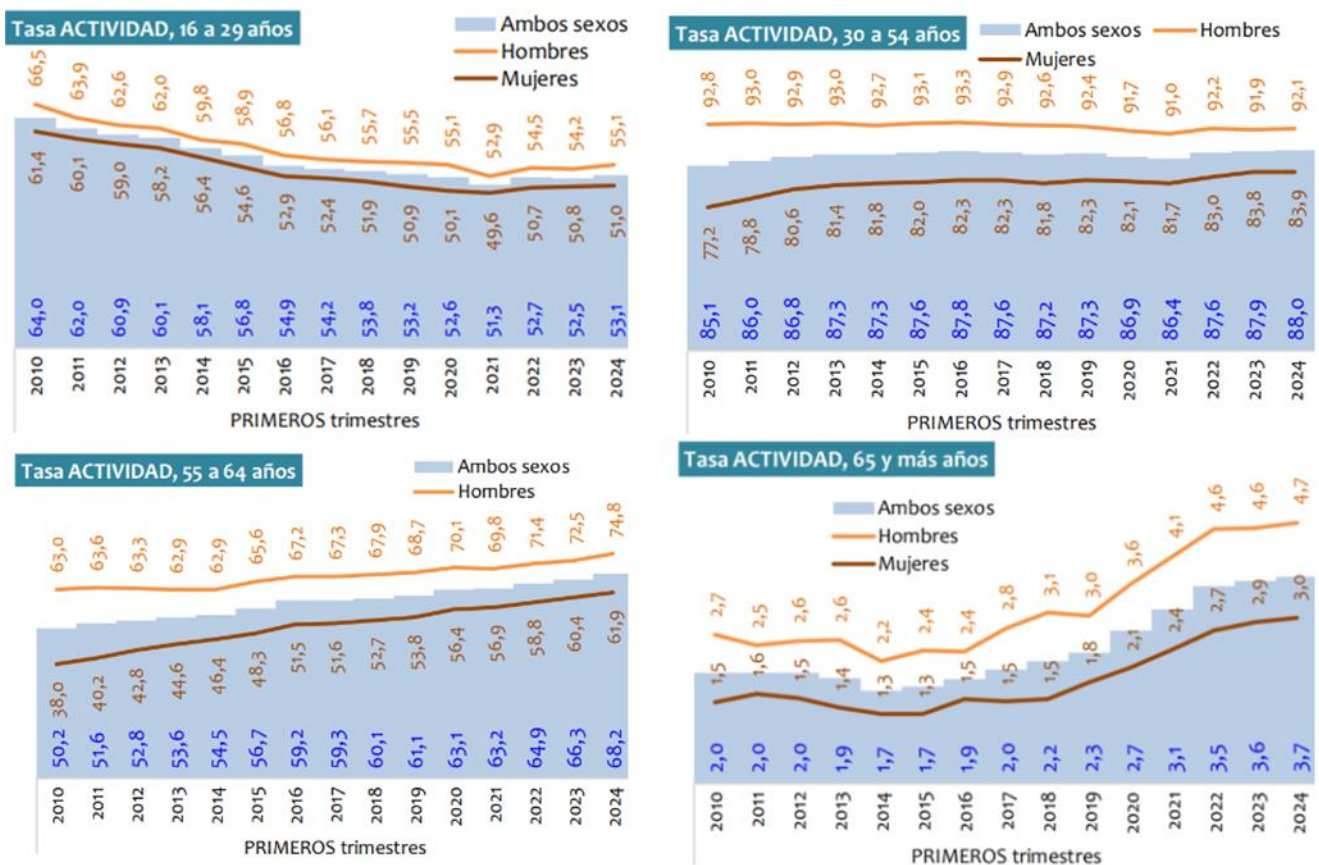 Tasa ACTIVIDAD, 16 a 29 años
Ambos sexos
Hombres
Mujeres
66,5 63,9 62,6 62,0 59,8 58,9 56,8 56,1 55,7 55,5 55,1 52,9 54,5 54,2 55,1
61,4 60,1 59,0 58,2 56,4 54,6 52,9 52,4 51,9 50,9 50,1 49,6 50,7 50,8 51,0
64,0 62,0 60,9 60,1 58,1 56,8 54,9 54,2 53,8 53,2 52,6 51,3 52,7 52,5 53,1
2010 2011 2012 2013 2014 2015 2016 2017 2018 2019 2020 2021 2022 2023 2024
PRIMEROS trimestres
Tasa ACTIVIDAD, 30 a 54 años
Ambos sexos Hombres
Mujeres
92,8 93,0 92,9 93,0 92,7 93,1 93,3 92,9 92,6 92,4 91,7 91,0 92,2 91,9 92,1
77,2 78,8 80,6 81,4 81,8 82,0 82,3 82,3 81,8 82,3 82,1 81,7 83,0 83,8 83,9
85,1 86,0 86,8 87,3 87,3 87,6 87,8 87,6 87,2 87,3 86,9 86,4 87,6 87,9 88,0
2010 2011 2012 2013 2014 2015 2016 2017 2018 2019 2020 2021 2022 2023 2024
PRIMEROS trimestres
Tasa ACTIVIDAD, 55 a 64 años
Ambos sexos
Hombres
63,0 63,6 63,3 62,9 62,9 65,6 67,2 67,3 67,9 68,7 70,1 69,8 71,4 72,5 74,8
38,0 40,2 42,8 44,6 46,4 48,3 51,5 51,6 52,7 53,8 56,4 56,9 58,8 60,4 61,9
50,2 51,6 52,8 53,6 54,5 56,7 59,2 59,3 60,1 61,1 63,1 63,2 64,9 66,3 68,2
2010 2011 2012 2013 2014 2015 2016 2017 2018 2019 2020 2021 2022 2023 2024
PRIMEROS trimestres
Tasa ACTIVIDAD, 65 y más años
Ambos sexos
Hombres
Mujeres
2,7 2,5 2,6 2,6 2,2 2,4 2,4 2,8 3,1 3,0 3,6 4,1 4,6 4,6 4,7
1,5 1,6 1,5 1,4 1,3 1,3 1,5 1,5 1,5 1,8 2,1 2,4 2,7 2,9 3,0
2,0 2,0 2,0 1,9 1,7 1,7 1,9 2,0 2,2 2,3 2,7 3,1 3,5 3,6 3,7
2010 2011 2012 2013 2014 2015 2016 2017 2018 2019 2020 2021 2022 2023 2024
PRIMEROS trimestres